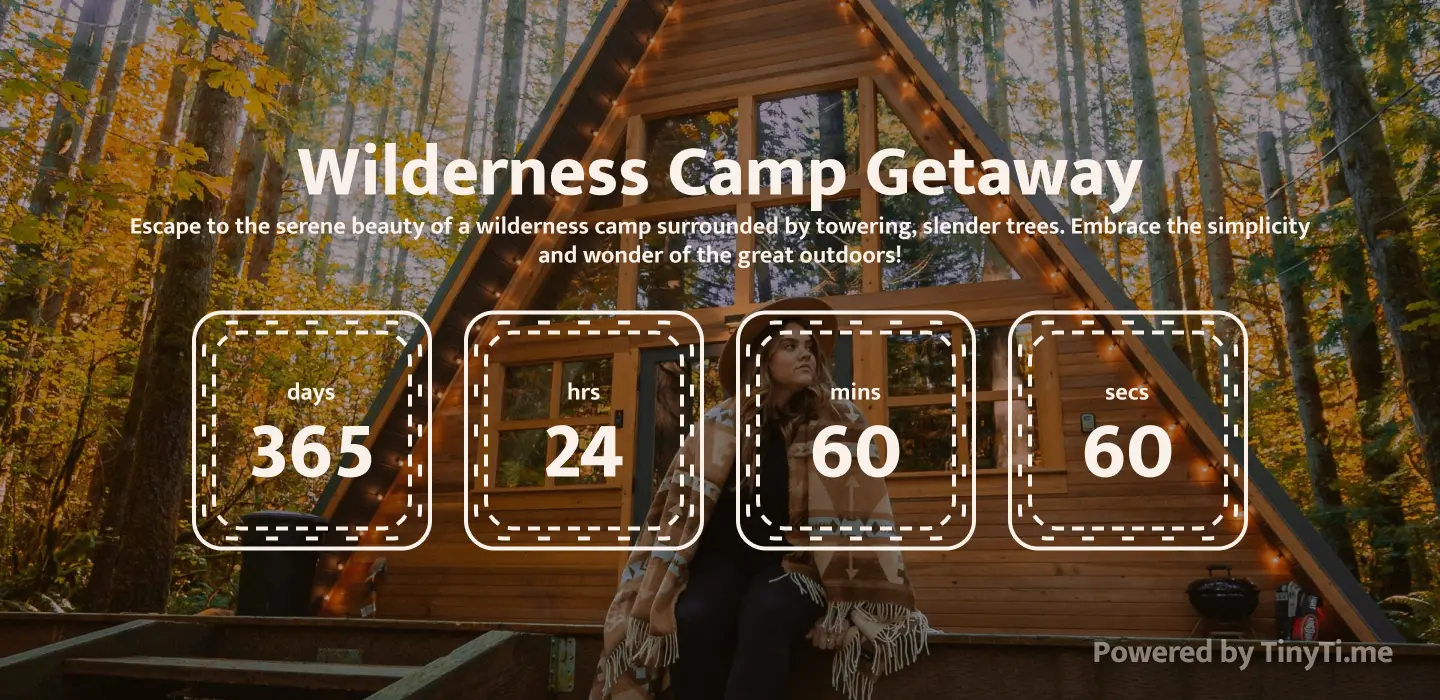 Wilderness Camp Getaway
Escape to the serene beauty of a wilderness camp surrounded by towering, slender trees. Embrace the simplicity
and wonder of the great outdoors!
days hrs mins secs
365 24 60 60
Powered by TinyTi.me